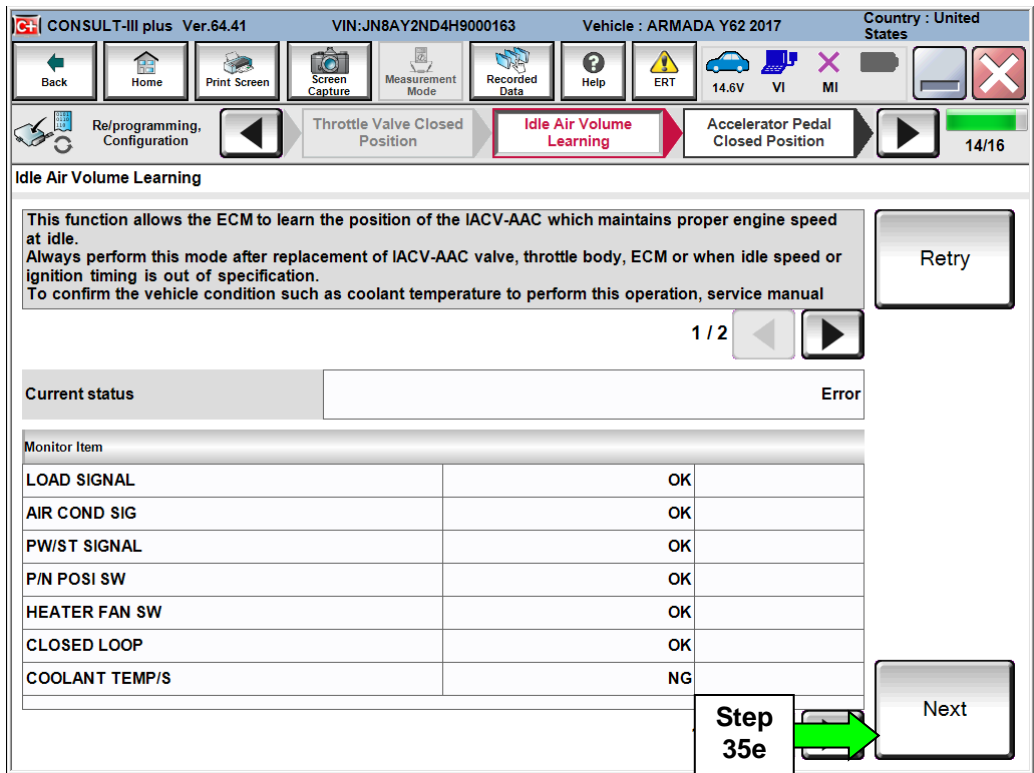 C+ CONSULT-III plus Ver.64.41 VIN:JN8AY2ND4H9000163 Vehicle : ARMADA Y62 2017 Country : United
States
Back Home Print Screen Screen
Capture Measurement
Mode Recorded
Data Help ERT 14.6V VI MI
Re/programming,
Configuration
Throttle Valve Closed
Position
Idle Air Volume
Learning
Accelerator Pedal
Closed Position
14/16
Idle Air Volume Learning
This function allows the ECM to learn the position of the IACV-AAC which maintains proper engine speed
at idle.
Always perform this mode after replacement of IACV-AAC valve, throttle body, ECM or when idle speed or
ignition timing is out of specification.
To confirm the vehicle condition such as coolant temperature to perform this operation, service manual
Retry
1 / 2
Current status Error
Monitor Item
LOAD SIGNAL OK
AIR COND SIG OK
PW/ST SIGNAL OK
P/N POSI SW OK
HEATER FAN SW OK
CLOSED LOOP OK
COOLANT TEMP/S NG
Step
35e
Next